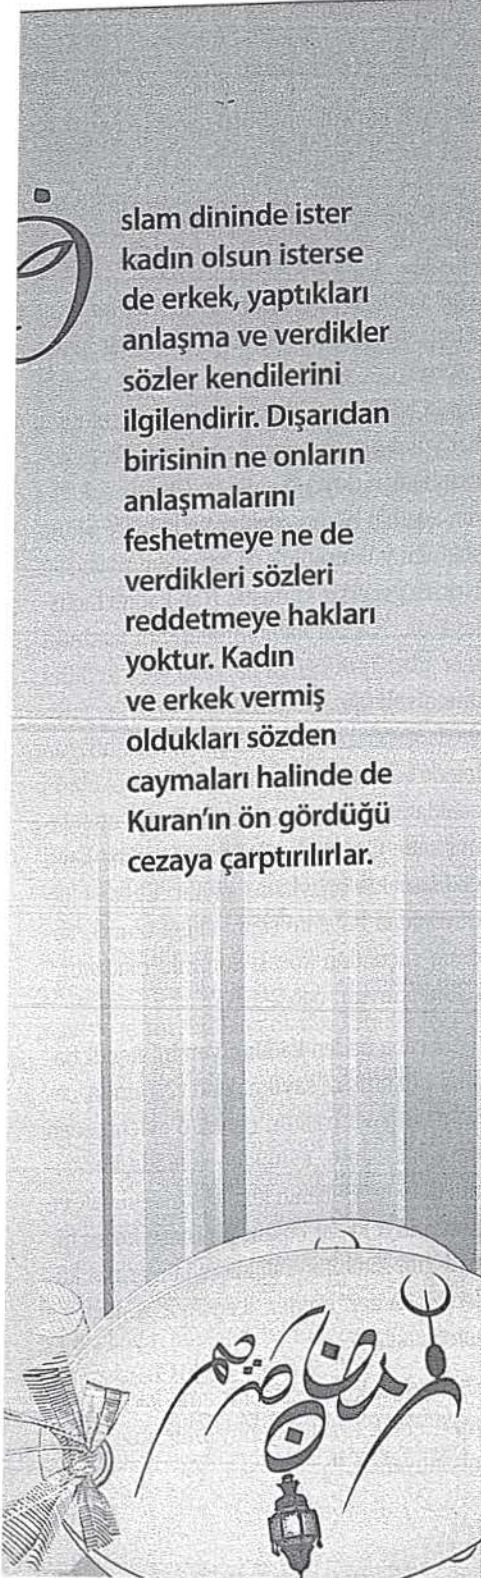 slam dininde ister
kadın olsun isterse
de erkek, yaptıkları
anlaşma ve verdikler
sözler kendilerini
ilgilendirir. Dışarıdan
birisinin ne onların
anlaşmalarını
feshetmeye ne de
verdikleri sözleri
reddetmeye hakları
yoktur. Kadın
ve erkek vermiş
oldukları sözden
caymaları halinde de
Kuran'ın ön gördüğü
cezaya çarptırılırlar.
رمضان كريم